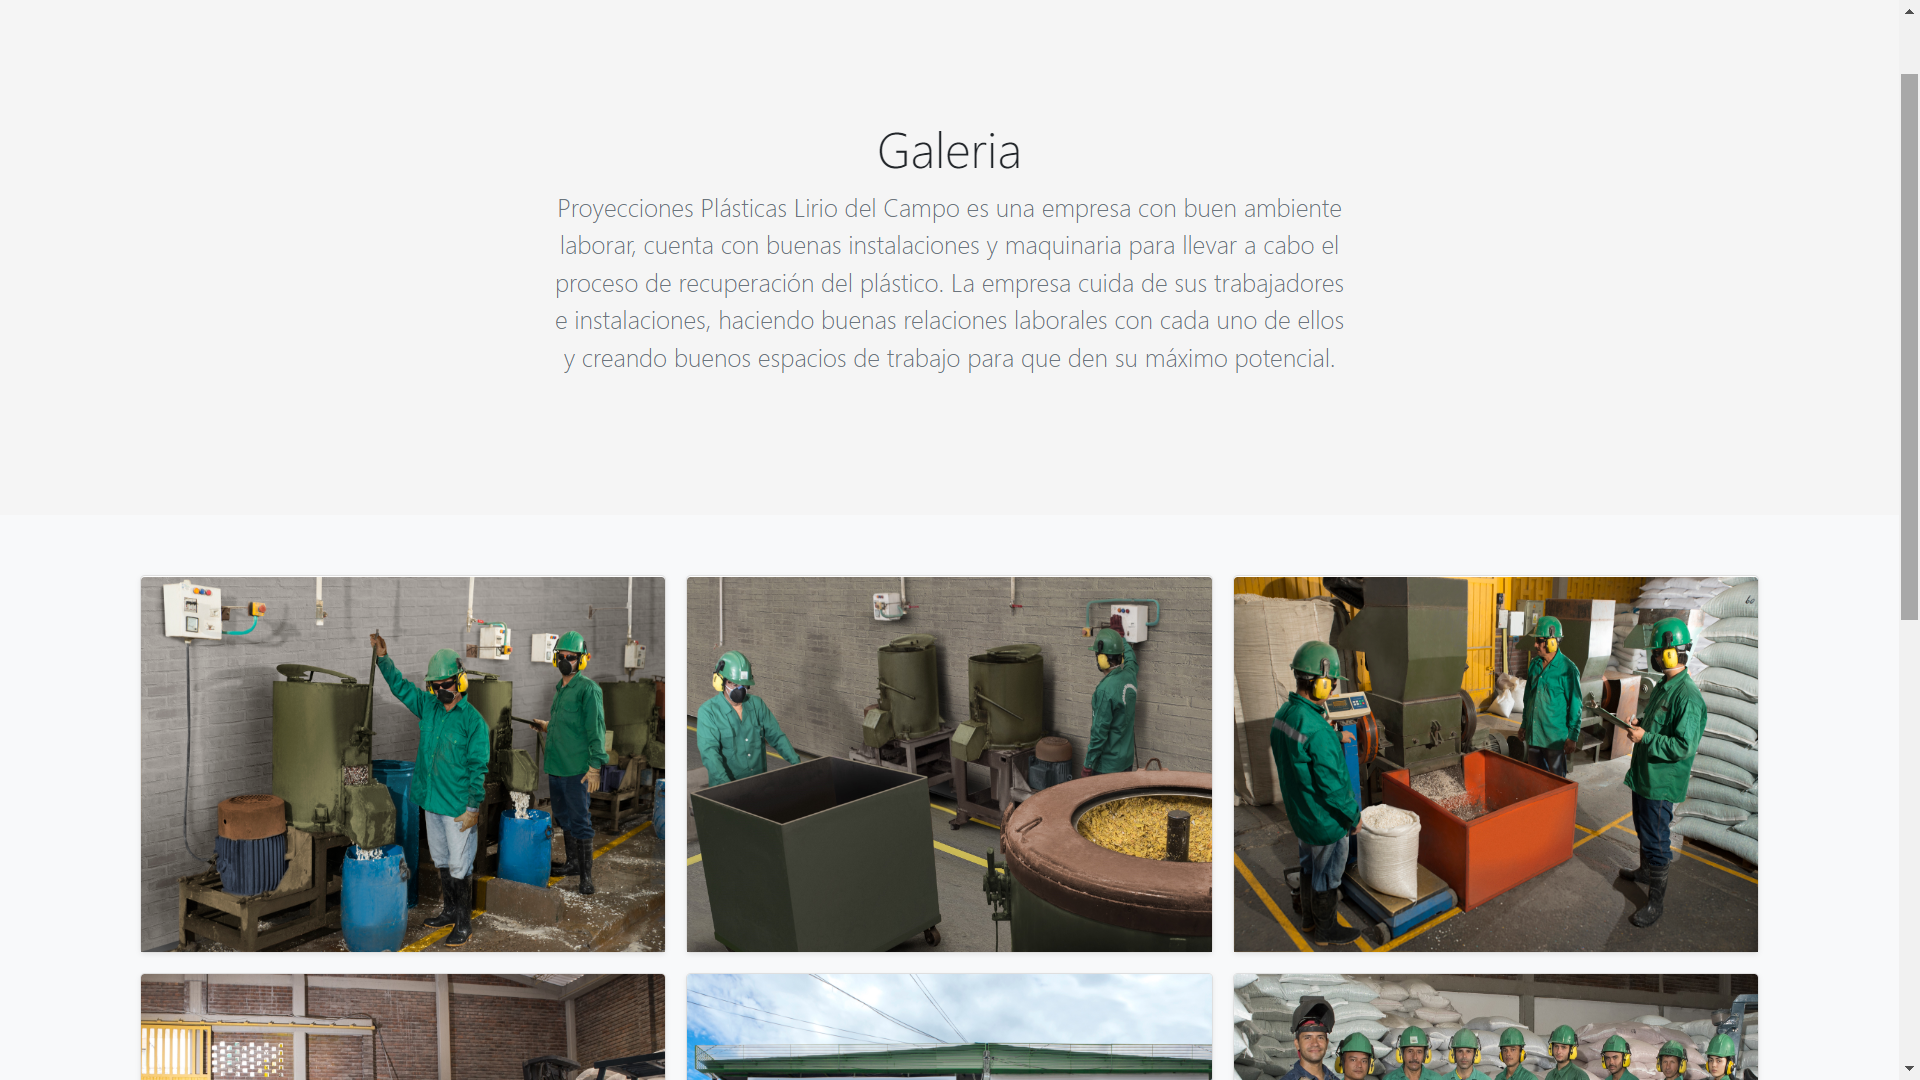 Galeria
Proyecciones Plásticas Lirio del Campo es una empresa con buen ambiente
laborar, cuenta con buenas instalaciones y maquinaria para llevar a cabo el
proceso de recuperación del plástico. La empresa cuida de sus trabajadores
e instalaciones, haciendo buenas relaciones laborales con cada uno de ellos
y creando buenos espacios de trabajo para que den su máximo potencial.